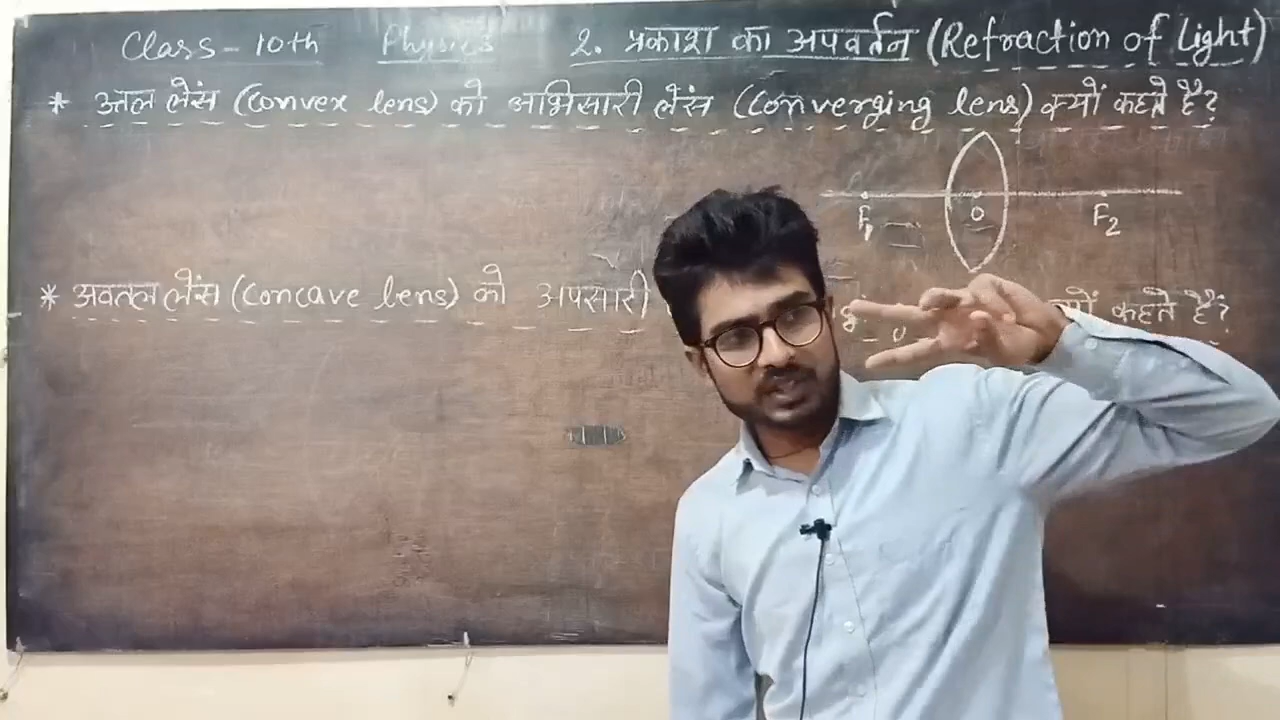 Class - 10th Physics 2. प्रकाश का अपवर्तन (Refraction of Light)
* उत्तल लेंस (Convex lens) को अभिसारी लेंस (Converging lens) क्यों कहते है?
F₁ O F₂
* अवतल लेंस (Concave lens) को अपसारी क्यों कहते है?